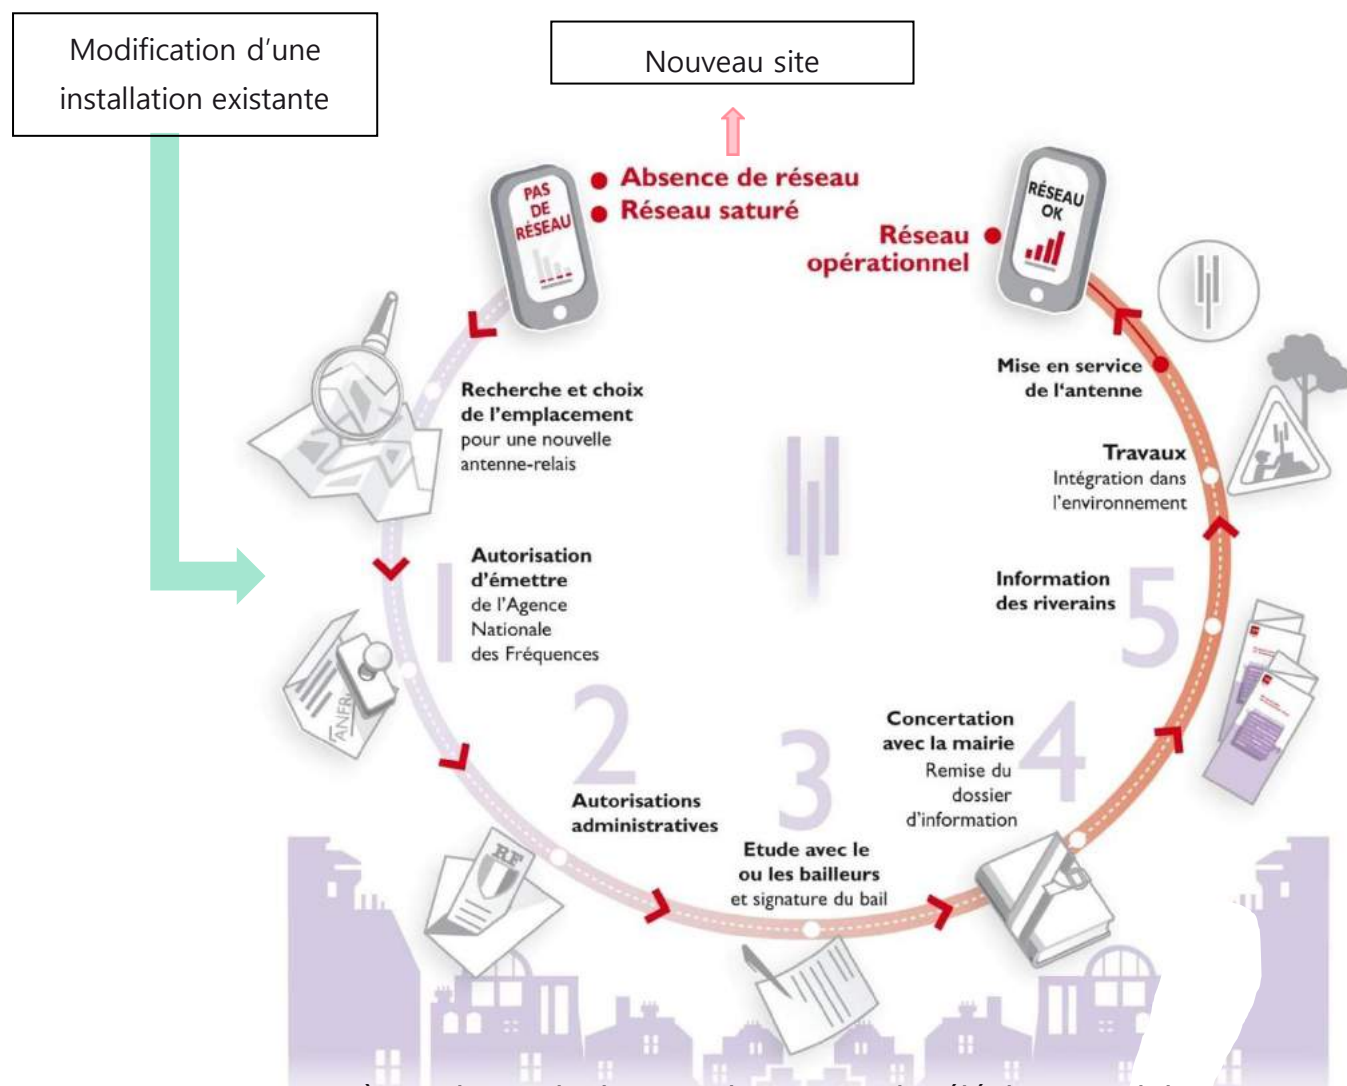 Modification d’une
installation existante
Nouveau site
PAS
DE
RÉSEAU
Absence de réseau
Réseau saturé
Réseau
opérationnel
RÉSEAU
OK
Recherche et choix
de l'emplacement
pour une nouvelle
antenne-relais
1
Autorisation
d'émettre
de l'Agence
Nationale
des Fréquences
ANFR
2
Autorisations
administratives
RF
3
Etude avec le
ou les bailleurs
et signature du bail
4
Concertation
avec la mairie
Remise du
dossier
d'information
5
Information
des riverains
Travaux
Intégration dans
l'environnement
Mise en service
de l'antenne